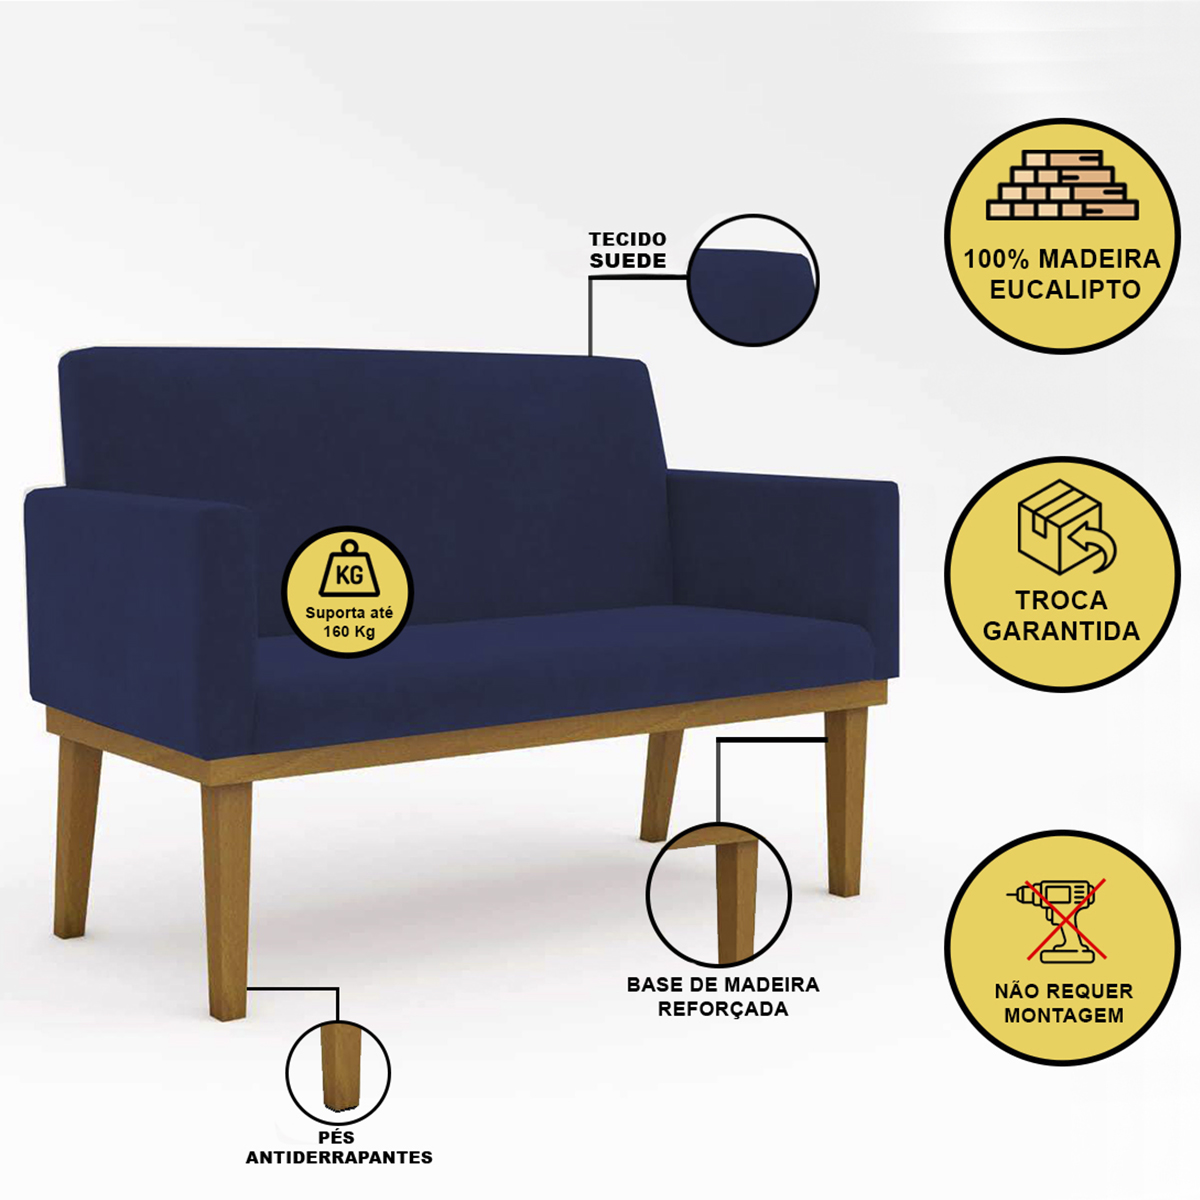 TECIDO
SUEDE
100% MADEIRA
EUCALIPTO
KG
Suporta até
160 Kg
TROCA
GARANTIDA
BASE DE MADEIRA
REFORÇADA
NÃO REQUER
MONTAGEM
PÉS
ANTIDERRAPANTES